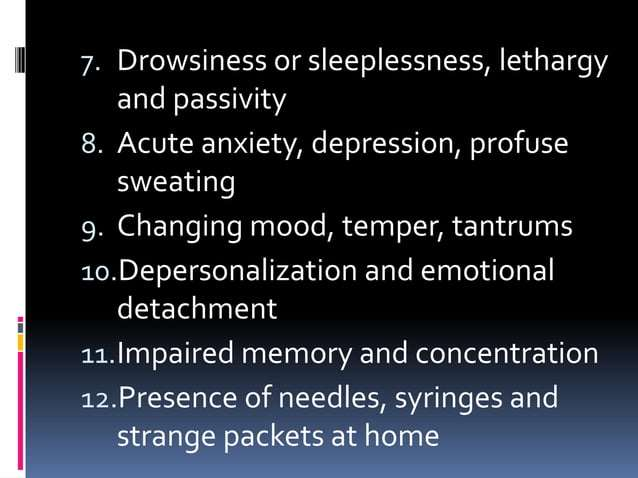 7. Drowsiness or sleeplessness, lethargy
and passivity
8. Acute anxiety, depression, profuse
sweating
9. Changing mood, temper, tantrums
10.Depersonalization and emotional
detachment
11.Impaired memory and concentration
12.Presence of needles, syringes and
strange packets at home